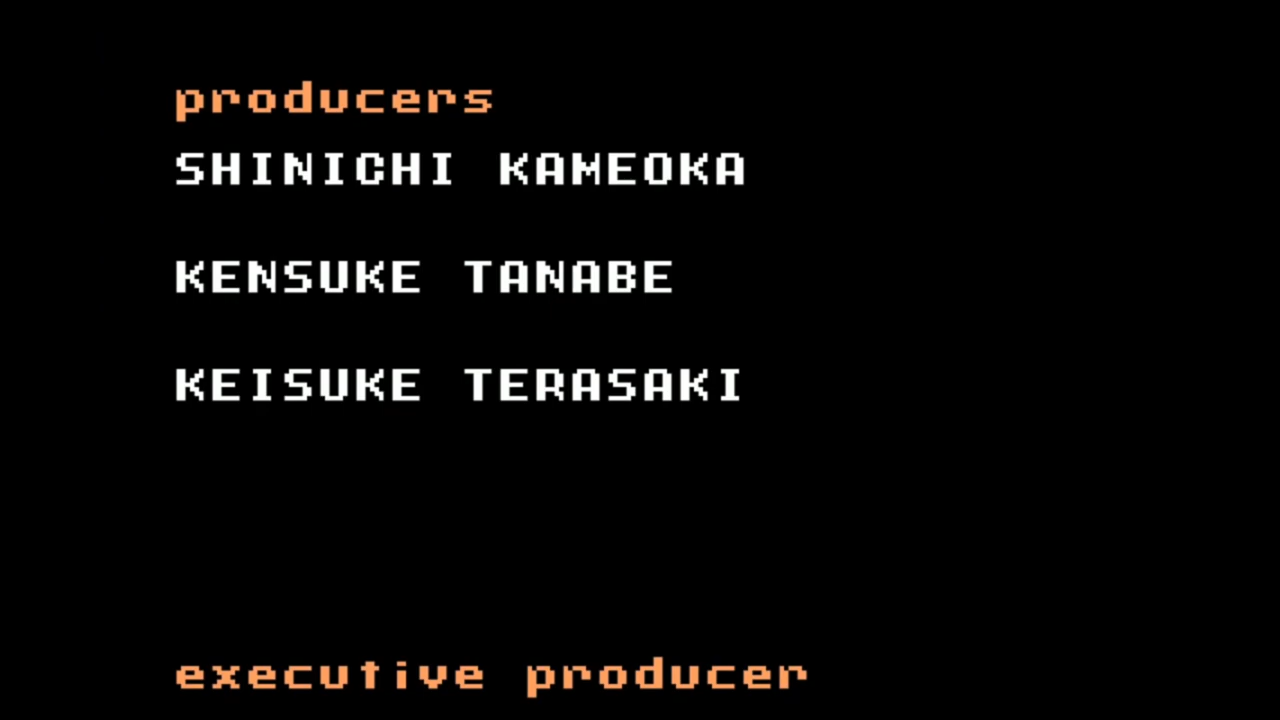 producers
SHINICHI KAMEOKA
KENSUKE TANABE
KEISUKE TERASAKI
executive producer